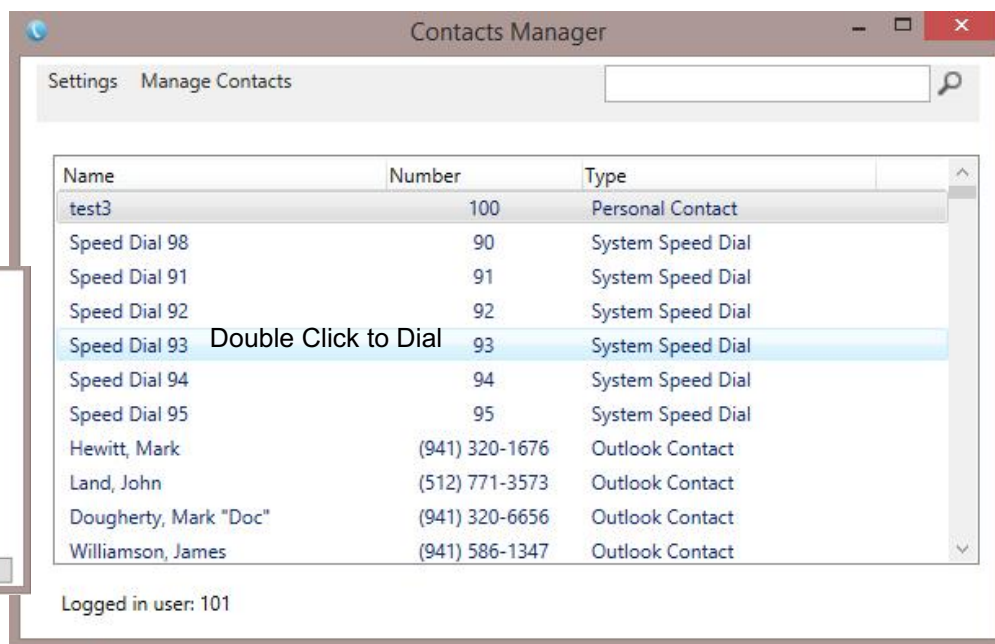 Contacts Manager
Settings Manage Contacts
Name Number Type
test3 100 Personal Contact
Speed Dial 98 90 System Speed Dial
Speed Dial 91 91 System Speed Dial
Speed Dial 92 92 System Speed Dial
Speed Dial 93 Double Click to Dial 93 System Speed Dial
Speed Dial 94 94 System Speed Dial
Speed Dial 95 95 System Speed Dial
Hewitt, Mark (941) 320-1676 Outlook Contact
Land, John (512) 771-3573 Outlook Contact
Dougherty, Mark "Doc" (941) 320-6656 Outlook Contact
Williamson, James (941) 586-1347 Outlook Contact
Logged in user: 101